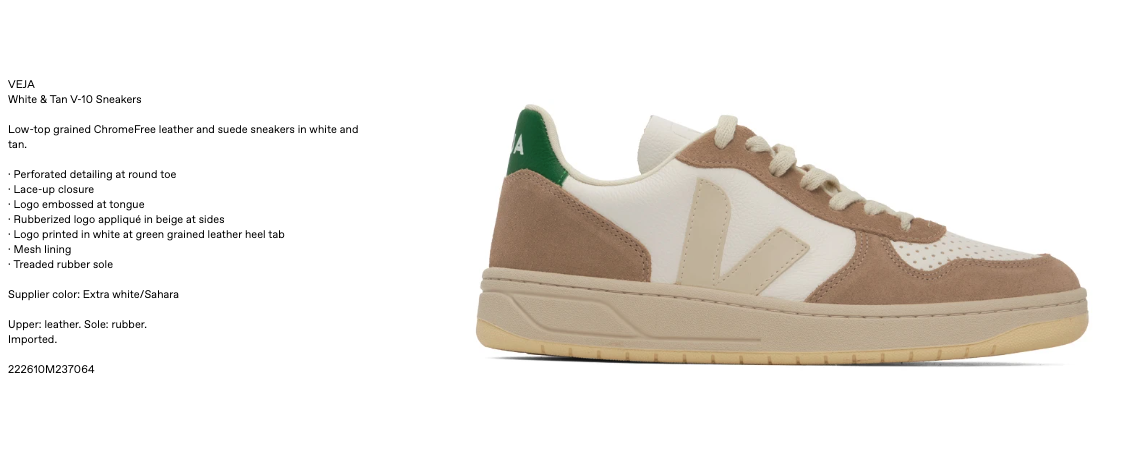 VEJA
White & Tan V-10 Sneakers
Low-top grained ChromeFree leather and suede sneakers in white and
tan.
· Perforated detailing at round toe
· Lace-up closure
· Logo embossed at tongue
· Rubberized logo appliqué in beige at sides
· Logo printed in white at green grained leather heel tab
· Mesh lining
· Treaded rubber sole
Supplier color: Extra white/Sahara
Upper: leather. Sole: rubber.
Imported.
222610M237064
JA
V